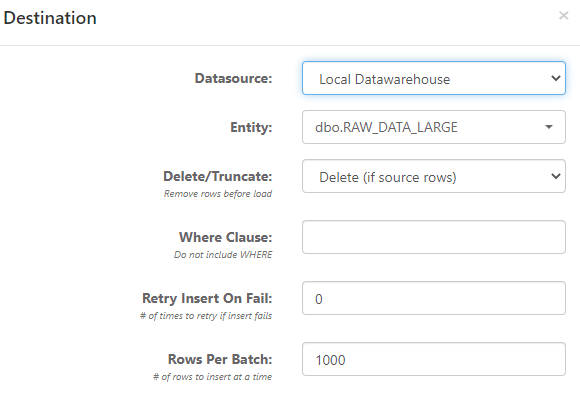 Destination ×
Datasource: Local Datawarehouse
Entity: dbo.RAW_DATA_LARGE
Delete/Truncate: Delete (if source rows)
Remove rows before load
Where Clause:
Do not include WHERE
Retry Insert On Fail: 0
# of times to retry if insert fails
Rows Per Batch: 1000
# of rows to insert at a time